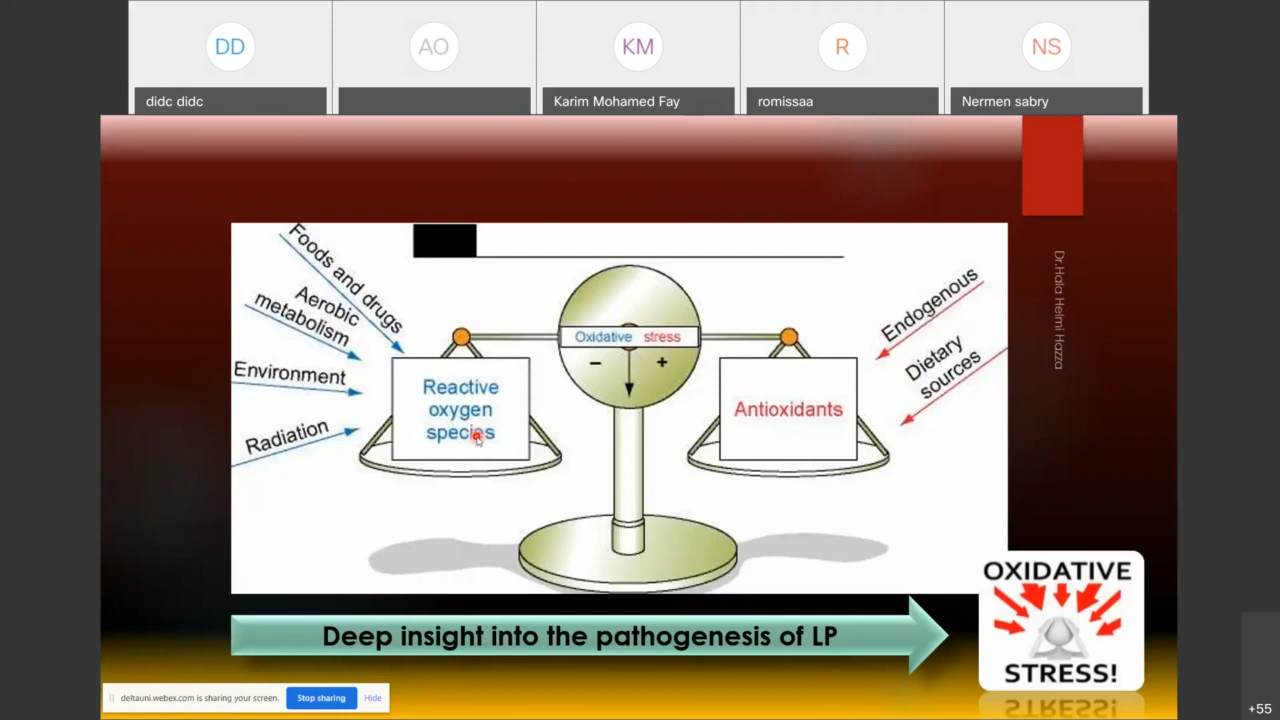 DD
AO
KM
R
NS
didc didc
Karim Mohamed Fay
romissaa
Nermen sabry
Dr.Hala Helmi Hazza
Foods and drugs
Aerobic
metabolism
Environment
Radiation
Reactive
oxygen
species
Oxidative stress
− +
Antioxidants
Endogenous
Dietary
sources
Deep insight into the pathogenesis of LP
OXIDATIVE
STRESS!
deltauni.webex.com is sharing your screen. Stop sharing Hide
+55